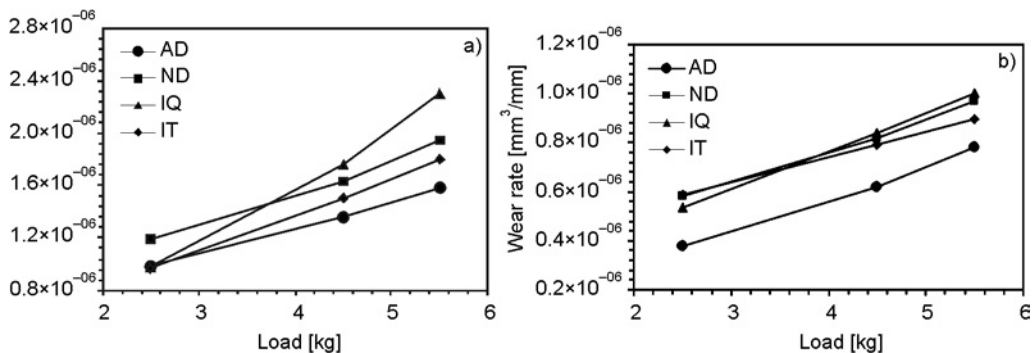 a)
2.8×10⁻⁰⁶
2.4×10⁻⁰⁶
2.0×10⁻⁰⁶
1.6×10⁻⁰⁶
1.2×10⁻⁰⁶
0.8×10⁻⁰⁶
AD
ND
IQ
IT
2 3 4 5 6
Load [kg]
b)
Wear rate [mm³/mm]
1.2×10⁻⁰⁶
1.0×10⁻⁰⁶
0.8×10⁻⁰⁶
0.6×10⁻⁰⁶
0.4×10⁻⁰⁶
0.2×10⁻⁰⁶
AD
ND
IQ
IT
2 3 4 5 6
Load [kg]